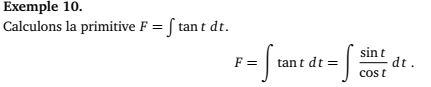 Exemple 10.
Calculons la primitive F = ∫ tan t dt.
F = ∫ tan t dt = ∫ sin t / cos t dt .